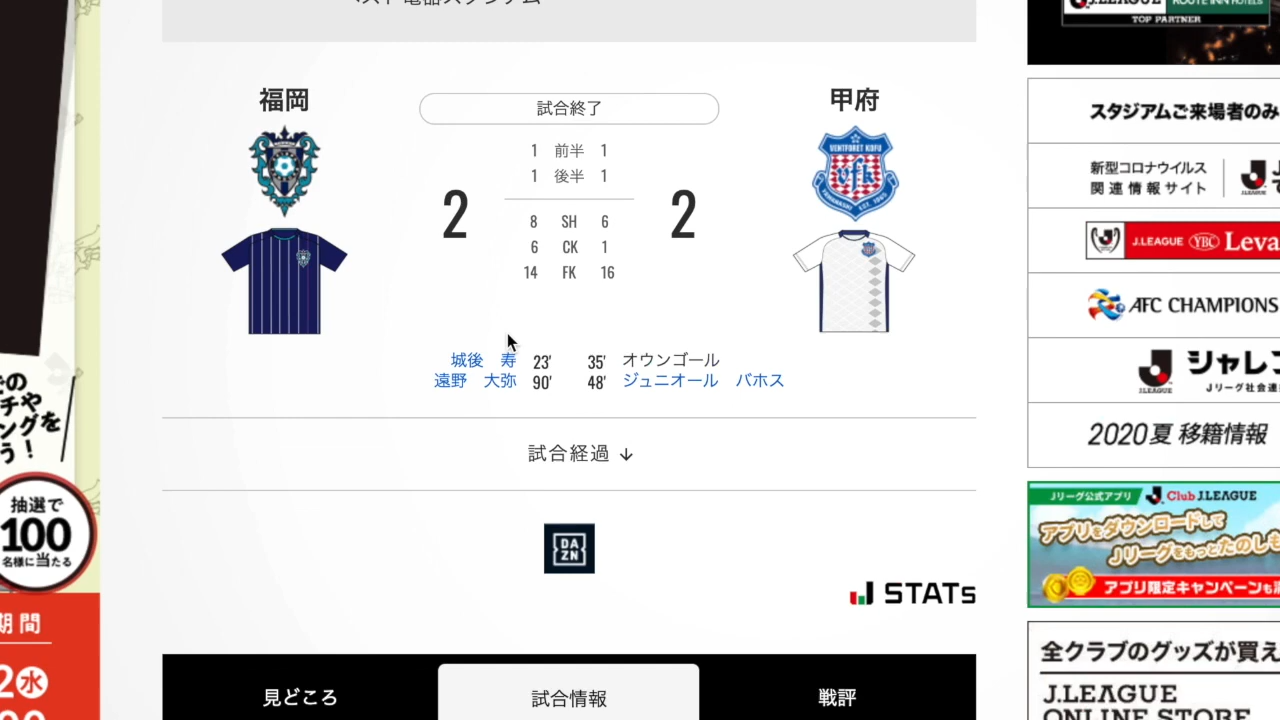 福岡
試合終了
甲府
1 前半 1
1 後半 1
2
2
8 SH 6
6 CK 1
14 FK 16
VENTFORET KOFU
vfk
城後 寿 23' 35' オウンゴール
遠野 大弥 90' 48' ジュニオール バホス
試合経過 ↓
DA
ZN
J STATs
見どころ
試合情報
戦評
抽選で
100
名様に当たる
期間
2水
TOP PARTNER
スタジアムご来場者のみ
新型コロナウイルス
関連情報サイト
J.LEAGUE YBC Leva
AFC CHAMPIONS
シャレン
Jリーグ社会連
J.LEAGUE
2020夏 移籍情報
Jリーグ公式アプリ Club J.LEAGUE
アプリをダウンロードして
Jリーグをもっとたのしも
アプリ限定キャンペーンも
全クラブのグッズが買え
J.LEAGUE
ONLINE STORE